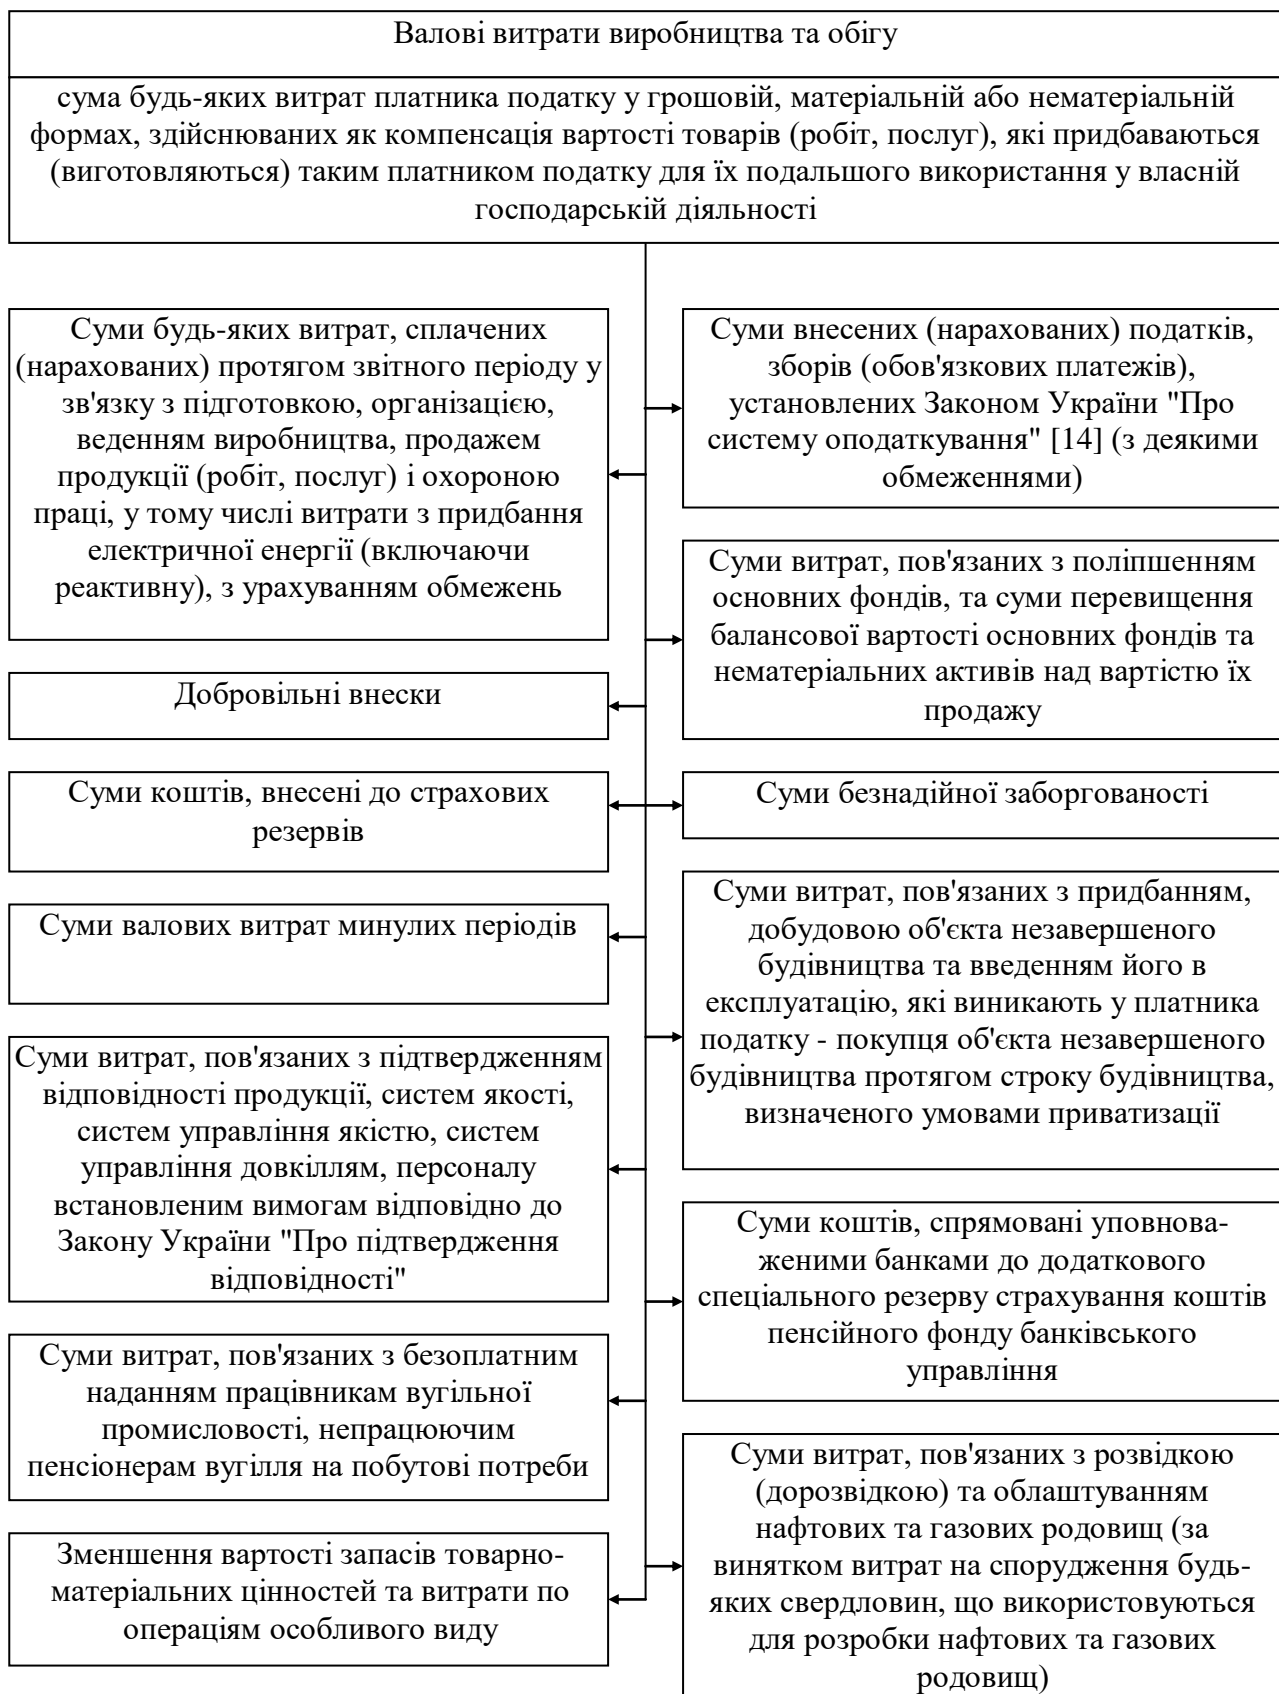 Валові витрати виробництва та обігу
сума будь-яких витрат платника податку у грошовій, матеріальній або нематеріальній
формах, здійснюваних як компенсація вартості товарів (робіт, послуг), які придбаваються
(виготовляються) таким платником податку для їх подальшого використання у власній
господарській діяльності
Суми будь-яких витрат, сплачених
(нарахованих) протягом звітного періоду у
зв'язку з підготовкою, організацією,
веденням виробництва, продажем
продукції (робіт, послуг) і охороною
праці, у тому числі витрати з придбання
електричної енергії (включаючи
реактивну), з урахуванням обмежень
Добровільні внески
Суми коштів, внесені до страхових
резервів
Суми валових витрат минулих періодів
Суми витрат, пов'язаних з підтвердженням
відповідності продукції, систем якості,
систем управління якістю, систем
управління довкіллям, персоналу
встановленим вимогам відповідно до
Закону України "Про підтвердження
відповідності"
Суми витрат, пов'язаних з безоплатним
наданням працівникам вугільної
промисловості, непрацюючим
пенсіонерам вугілля на побутові потреби
Зменшення вартості запасів товарно-
матеріальних цінностей та витрати по
операціям особливого виду
Суми внесених (нарахованих) податків,
зборів (обов'язкових платежів),
установлених Законом України "Про
систему оподаткування" [14] (з деякими
обмеженнями)
Суми витрат, пов'язаних з поліпшенням
основних фондів, та суми перевищення
балансової вартості основних фондів та
нематеріальних активів над вартістю їх
продажу
Суми безнадійної заборгованості
Суми витрат, пов'язаних з придбанням,
добудовою об'єкта незавершеного
будівництва та введенням його в
експлуатацію, які виникають у платника
податку - покупця об'єкта незавершеного
будівництва протягом строку будівництва,
визначеного умовами приватизації
Суми коштів, спрямовані уповнова-
женими банками до додаткового
спеціального резерву страхування коштів
пенсійного фонду банківського
управління
Суми витрат, пов'язаних з розвідкою
(дорозвідкою) та облаштуванням
нафтових та газових родовищ (за
винятком витрат на спорудження будь-
яких свердловин, що використовуються
для розробки нафтових та газових
родовищ)